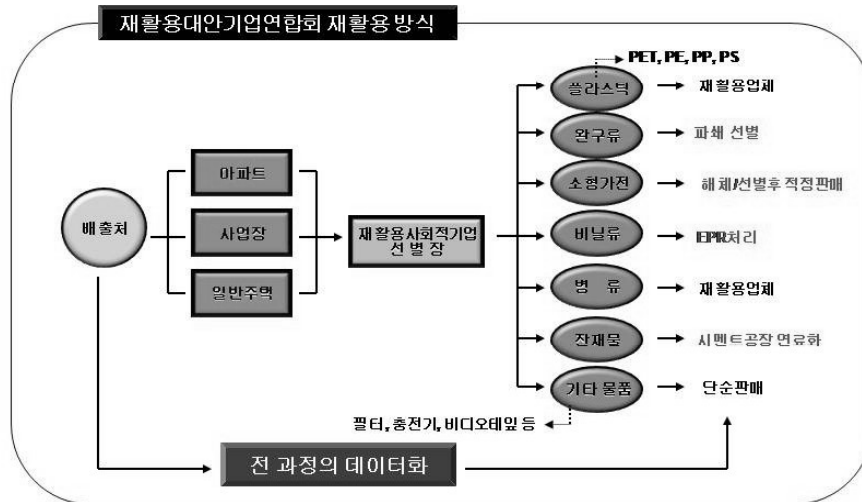 재활용대안기업연합회 재활용 방식
PET, PE, PP, PS
플라스틱
재활용업체
완구류
파쇄 선별
아파트
소형가전
해체/선별후 적정판매
배출처
사업장
재활용사회적기업
선별장
비닐류
EPR처리
일반주택
병 류
재활용업체
잔재물
시멘트공장 연료화
기타 물품
단순판매
필터, 충전기, 비디오테잎 등
전 과정의 데이터화